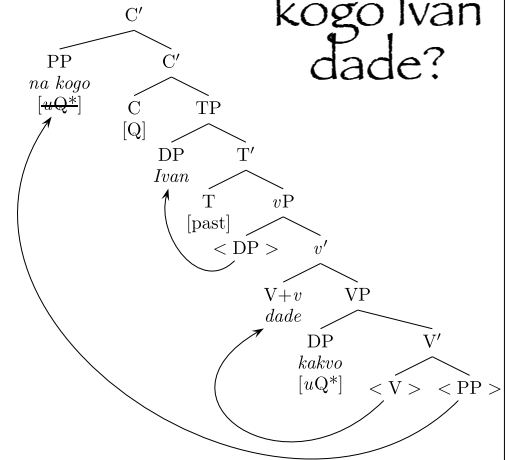 kogo Ivan
dade?
C′
PP C′
na kogo
[uQ*]
C TP
[Q]
DP T′
Ivan
T vP
[past]
< DP > v′
V+v VP
dade
DP V′
kakvo
[uQ*] < V > < PP >